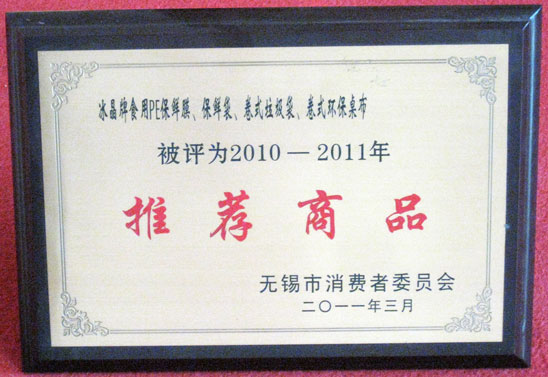 冰晶牌食用PE保鲜膜、保鲜袋、卷式垃圾袋、卷式环保桌布
被评为2010—2011年
推荐商品
无锡市消费者委员会
二〇一一年三月